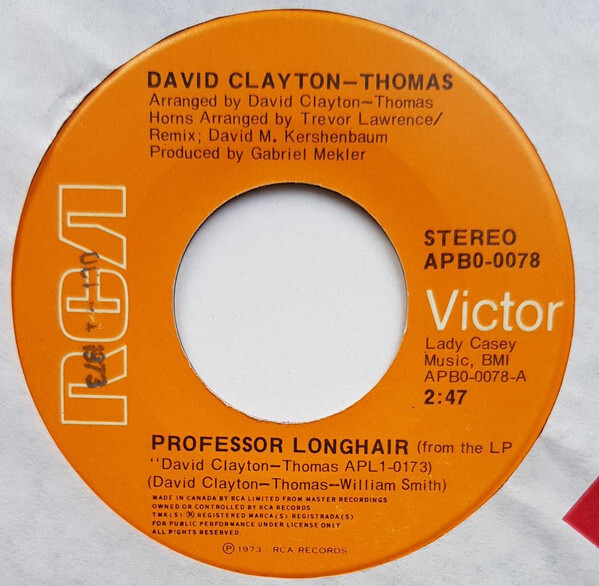 DAVID CLAYTON—THOMAS
Arranged by David Clayton—Thomas
Horns Arranged by Trevor Lawrence/
Remix; David M. Kershenbaum
Produced by Gabriel Mekler
RCA
1973
STEREO
APBO-0078
Victor
Lady Casey
Music, BMI
APBO-0078-A
2:47
PROFESSOR LONGHAIR (from the LP
"David Clayton—Thomas APL1-0173)
(David Clayton—Thomas—William Smith)
MADE IN CANADA BY RCA LIMITED FROM MASTER RECORDINGS
OWNED OR CONTROLLED BY RCA RECORDS
TMK(S) ® REGISTERED MARCA(S) REGISTRADA(S)
FOR PUBLIC PERFORMANCE UNDER LICENSE ONLY
ALL RIGHTS RESERVED.
℗ 1973 - RCA RECORDS